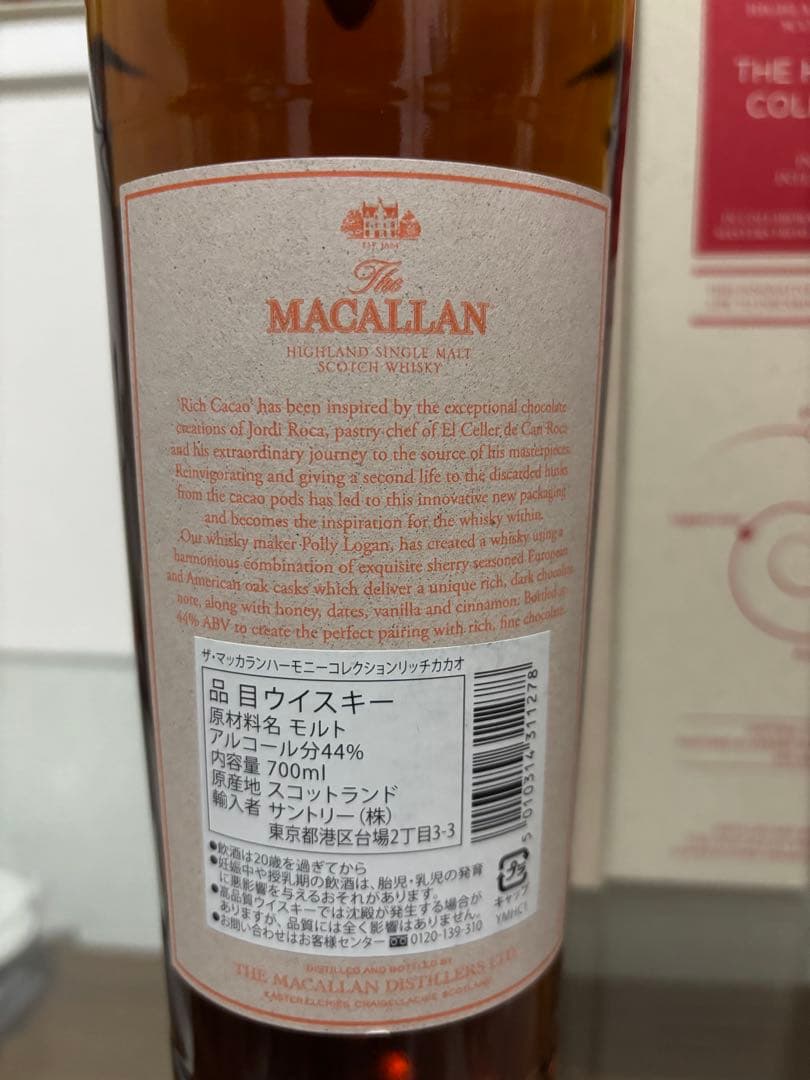 EST. 1824
The
MACALLAN
HIGHLAND SINGLE MALT
SCOTCH WHISKY
'Rich Cacao' has been inspired by the exceptional chocolate
creations of Jordi Roca, pastry chef of El Celler de Can Roca
and his extraordinary journey to the source of his masterpieces.
Reinvigorating and giving a second life to the discarded husks
from the cacao pods has led to this innovative new packaging
and becomes the inspiration for the whisky within.
Our whisky maker Polly Logan, has created a whisky using a
harmonious combination of exquisite sherry seasoned European
and American oak casks which deliver a unique rich, dark chocolate
note, along with honey, dates, vanilla and cinnamon. Bottled at
44% ABV to create the perfect pairing with rich, fine chocolate.
ザ・マッカランハーモニーコレクションリッチカカオ
品 目ウイスキー
原材料名 モルト
アルコール分44%
内容量 700ml
原産地 スコットランド
輸入者 サントリー(株)
東京都港区台場2丁目3-3
5 010314 311278
●飲酒は20歳を過ぎてから
●妊娠中や授乳期の飲酒は、胎児・乳児の発育
に悪影響を与えるおそれがあります。
●高品質ウイスキーでは沈殿が発生する場合が
ありますが、品質には全く影響はありません。
●お問い合わせはお客様センター 0120-139-310
プラ
キャップ
YMHC1
DISTILLED AND BOTTLED BY
THE MACALLAN DISTILLERS LTD.
EASTER ELCHIES CRAIGELLACHIE SCOTLAND
THE
COL